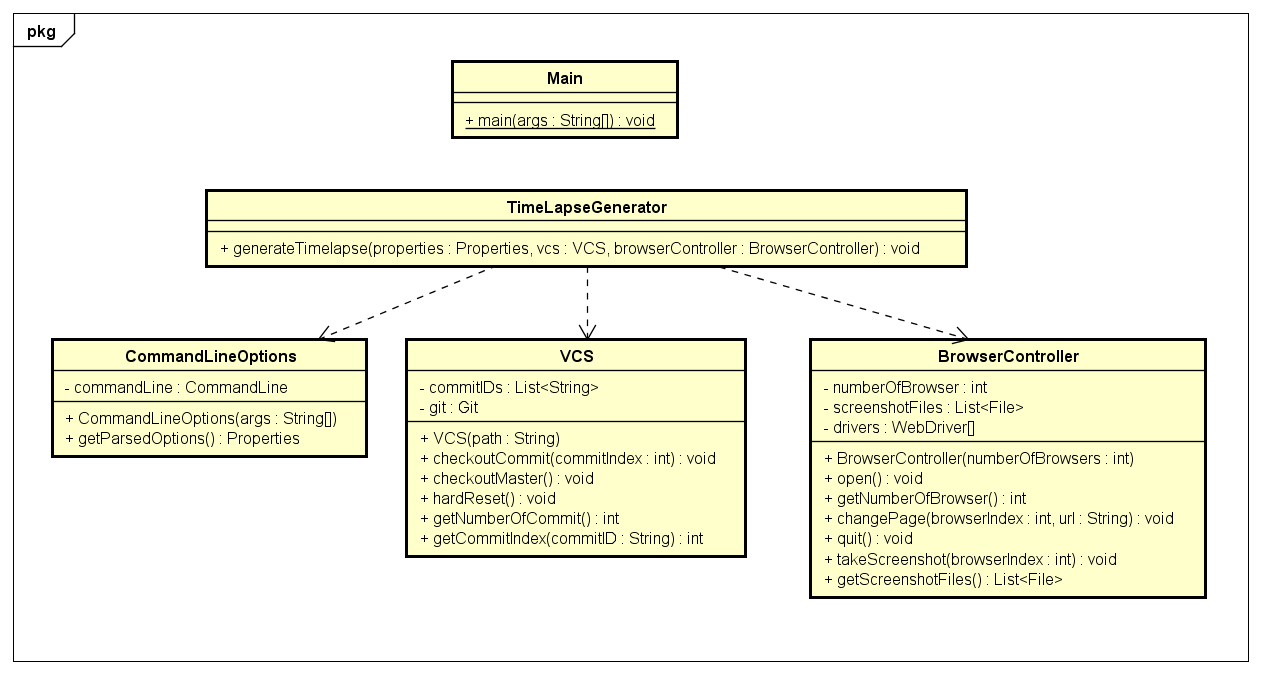 pkg
Main
+ main(args : String[]) : void
TimeLapseGenerator
+ generateTimelapse(properties : Properties, vcs : VCS, browserController : BrowserController) : void
CommandLineOptions
- commandLine : CommandLine
+ CommandLineOptions(args : String[])
+ getParsedOptions() : Properties
VCS
- commitIDs : List<String>
- git : Git
+ VCS(path : String)
+ checkoutCommit(commitIndex : int) : void
+ checkoutMaster() : void
+ hardReset() : void
+ getNumberOfCommit() : int
+ getCommitIndex(commitID : String) : int
BrowserController
- numberOfBrowser : int
- screenshotFiles : List<File>
- drivers : WebDriver[]
+ BrowserController(numberOfBrowsers : int)
+ open() : void
+ getNumberOfBrowser() : int
+ changePage(browserIndex : int, url : String) : void
+ quit() : void
+ takeScreenshot(browserIndex : int) : void
+ getScreenshotFiles() : List<File>